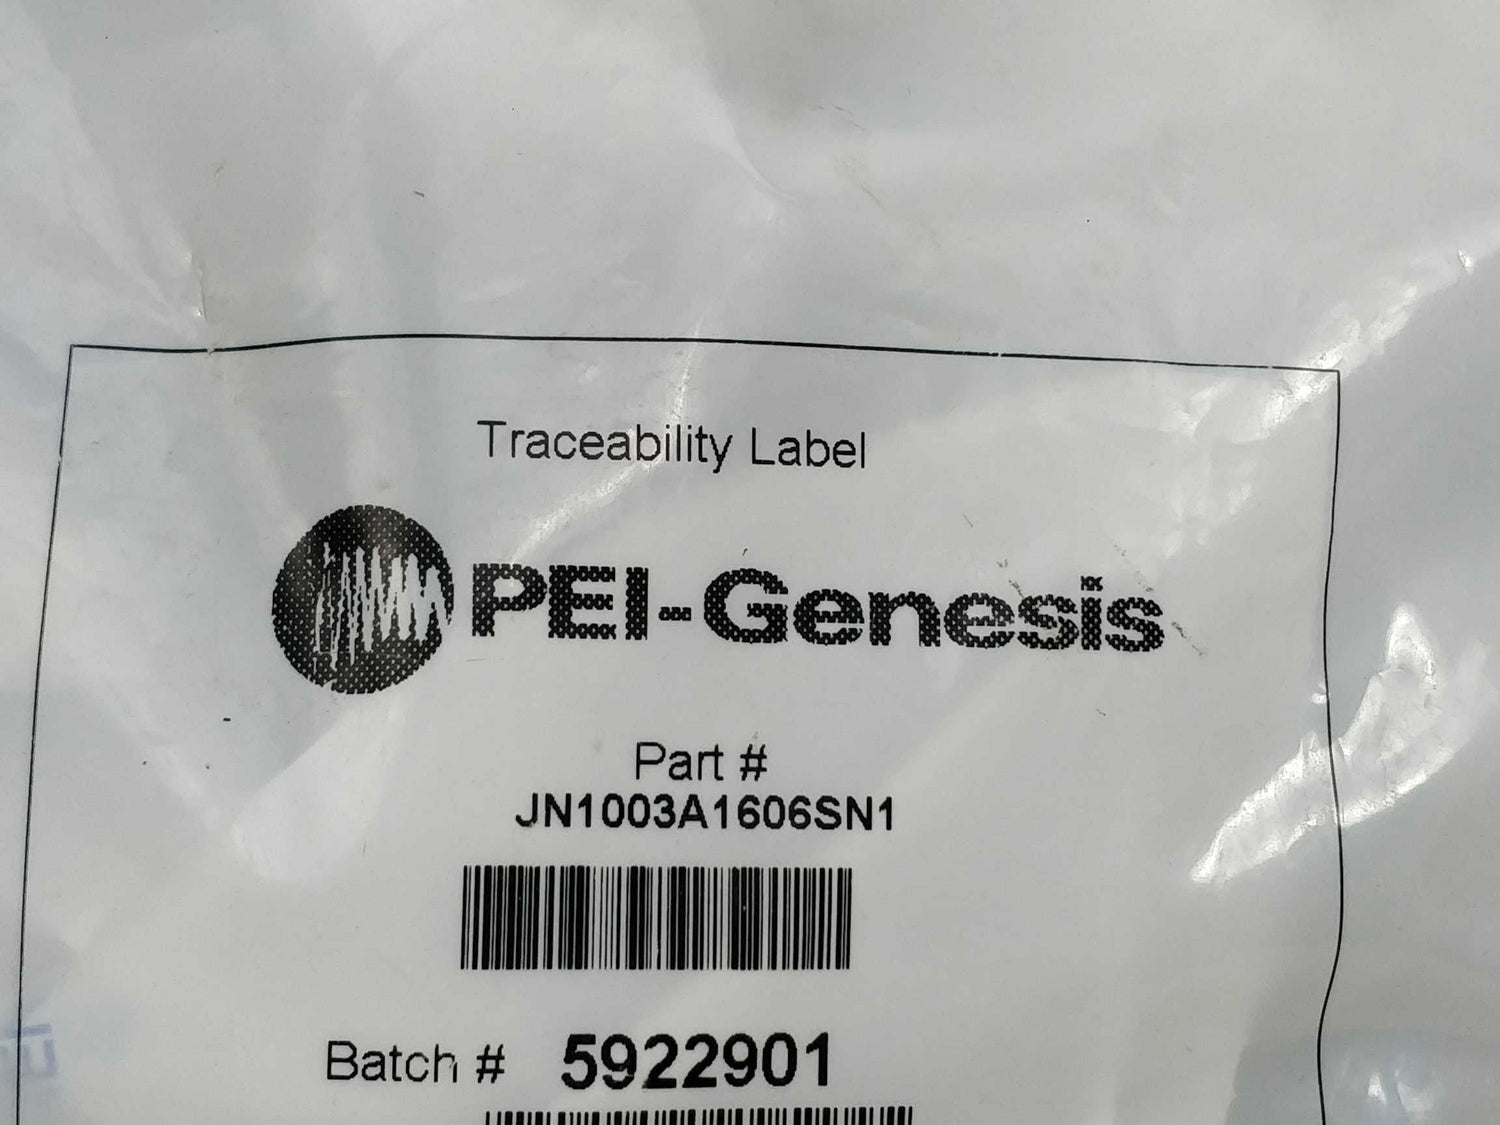 Traceability Label
PEI-Genesis
Part #
JN1003A1606SN1
Batch # 5922901